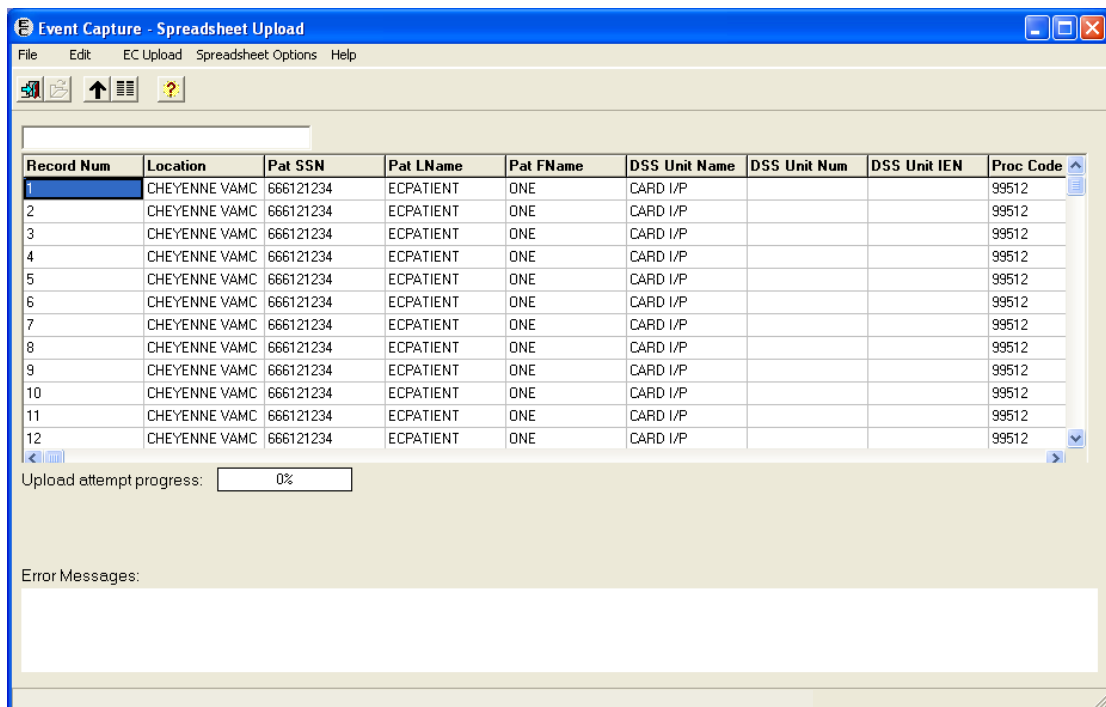 Event Capture - Spreadsheet Upload
File Edit EC Upload Spreadsheet Options Help
Record Num Location Pat SSN Pat LName Pat FName DSS Unit Name DSS Unit Num DSS Unit IEN Proc Code
1 CHEYENNE VAMC 666121234 ECPATIENT ONE CARD I/P 99512
2 CHEYENNE VAMC 666121234 ECPATIENT ONE CARD I/P 99512
3 CHEYENNE VAMC 666121234 ECPATIENT ONE CARD I/P 99512
4 CHEYENNE VAMC 666121234 ECPATIENT ONE CARD I/P 99512
5 CHEYENNE VAMC 666121234 ECPATIENT ONE CARD I/P 99512
6 CHEYENNE VAMC 666121234 ECPATIENT ONE CARD I/P 99512
7 CHEYENNE VAMC 666121234 ECPATIENT ONE CARD I/P 99512
8 CHEYENNE VAMC 666121234 ECPATIENT ONE CARD I/P 99512
9 CHEYENNE VAMC 666121234 ECPATIENT ONE CARD I/P 99512
10 CHEYENNE VAMC 666121234 ECPATIENT ONE CARD I/P 99512
11 CHEYENNE VAMC 666121234 ECPATIENT ONE CARD I/P 99512
12 CHEYENNE VAMC 666121234 ECPATIENT ONE CARD I/P 99512
Upload attempt progress: 0%
Error Messages: